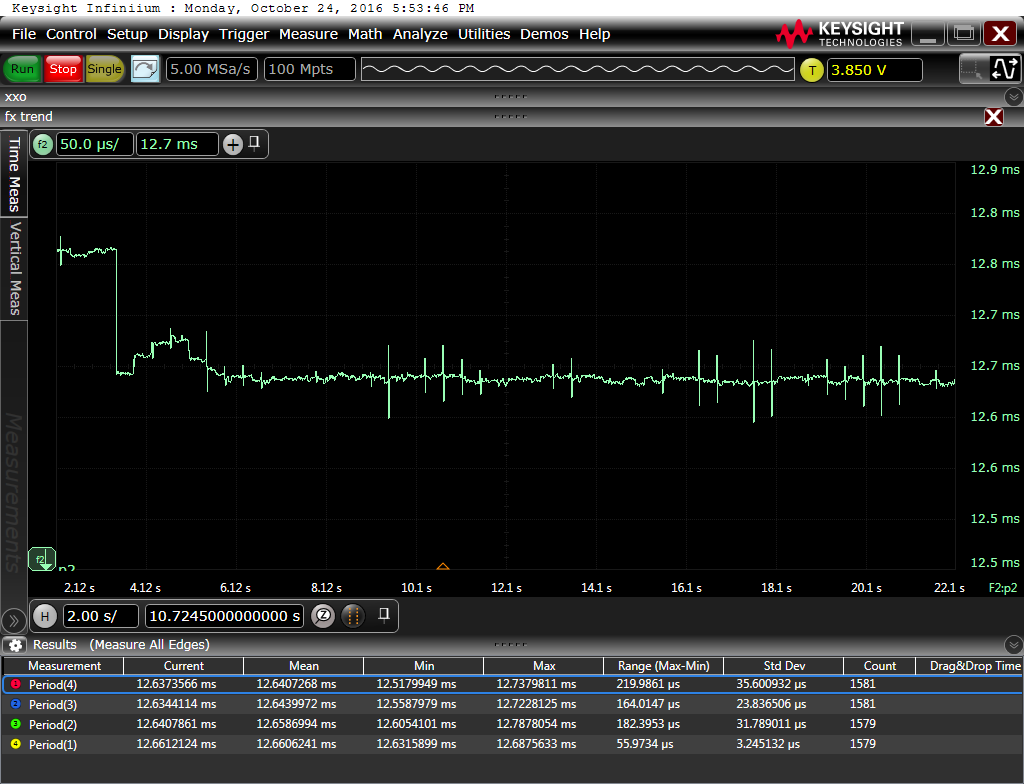 Keysight Infiniium : Monday, October 24, 2016 5:53:46 PM
File Control Setup Display Trigger Measure Math Analyze Utilities Demos Help
KEYSIGHT
TECHNOLOGIES
Run Stop Single 5.00 MSa/s 100 Mpts T 3.850 V
xxo
fx trend
f2 50.0 µs/ 12.7 ms
Time Meas
Vertical Meas
Measurements
12.9 ms
12.8 ms
12.8 ms
12.7 ms
12.7 ms
12.6 ms
12.6 ms
12.5 ms
12.5 ms
f2 p2
2.12 s 4.12 s 6.12 s 8.12 s 10.1 s 12.1 s 14.1 s 16.1 s 18.1 s 20.1 s 22.1 s F2:p2
H 2.00 s/ 10.7245000000000 s Z
Results (Measure All Edges)
Measurement Current Mean Min Max Range (Max-Min) Std Dev Count Drag&Drop Time
1 Period(4) 12.6373566 ms 12.6407268 ms 12.5179949 ms 12.7379811 ms 219.9861 µs 35.600932 µs 1581
2 Period(3) 12.6344114 ms 12.6439972 ms 12.5587979 ms 12.7228125 ms 164.0147 µs 23.836506 µs 1581
3 Period(2) 12.6407861 ms 12.6586994 ms 12.6054101 ms 12.7878054 ms 182.3953 µs 31.789011 µs 1579
4 Period(1) 12.6612124 ms 12.6606241 ms 12.6315899 ms 12.6875633 ms 55.9734 µs 3.245132 µs 1579